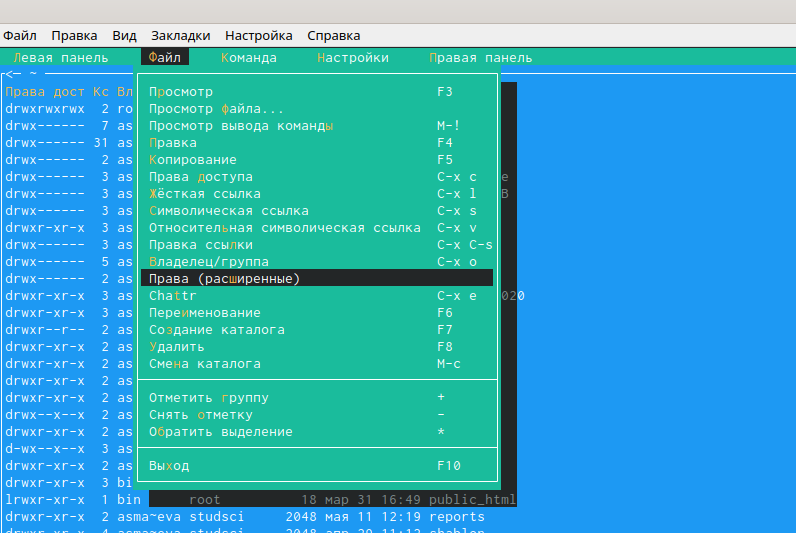 Файл Правка Вид Закладки Настройка Справка
Левая панель Файл Команда Настройки Правая панель
<— ~
Права дост Кс Вл
drwxrwxrwx 2 ro Просмотр F3
drwx------ 7 as Просмотр файла...
drwx------ 31 as Просмотр вывода команды M-!
drwx------ 2 as Правка F4
drwx------ 3 as Копирование F5
drwx------ 3 as Права доступа C-x c е
drwx------ 3 as Жёсткая ссылка C-x l В
drwxr-xr-x 3 as Символическая ссылка C-x s
drwx------ 3 as Относительная символическая ссылка C-x v
drwx------ 5 as Правка ссылки C-x C-s
drwx------ 2 as Владелец/группа C-x o
drwxr-xr-x 3 as Права (расширенные)
drwxr-xr-x 3 as Chattr C-x e 020
drwxr--r-- 2 as Переименование F6
drwxr-xr-x 2 as Создание каталога F7
drwxr-xr-x 2 as Удалить F8
drwxr-xr-x 2 as Смена каталога M-c
drwx--x--x 2 as Отметить группу +
drwxr-xr-x 2 as Снять отметку -
d-wx--x--x 3 as Обратить выделение *
drwxr-xr-x 2 as
drwxr-xr-x 3 bi Выход F10
lrwxr-xr-x 1 bin root 18 мар 31 16:49 public_html
drwxr-xr-x 2 asma~eva studsci 2048 мая 11 12:19 reports